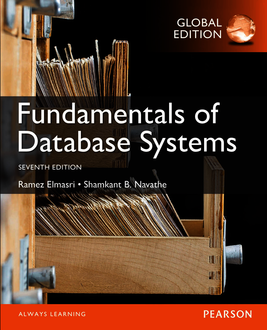 GLOBAL
EDITION
Fundamentals of
Database Systems
SEVENTH EDITION
Ramez Elmasri • Shamkant B. Navathe
ALWAYS LEARNING
PEARSON